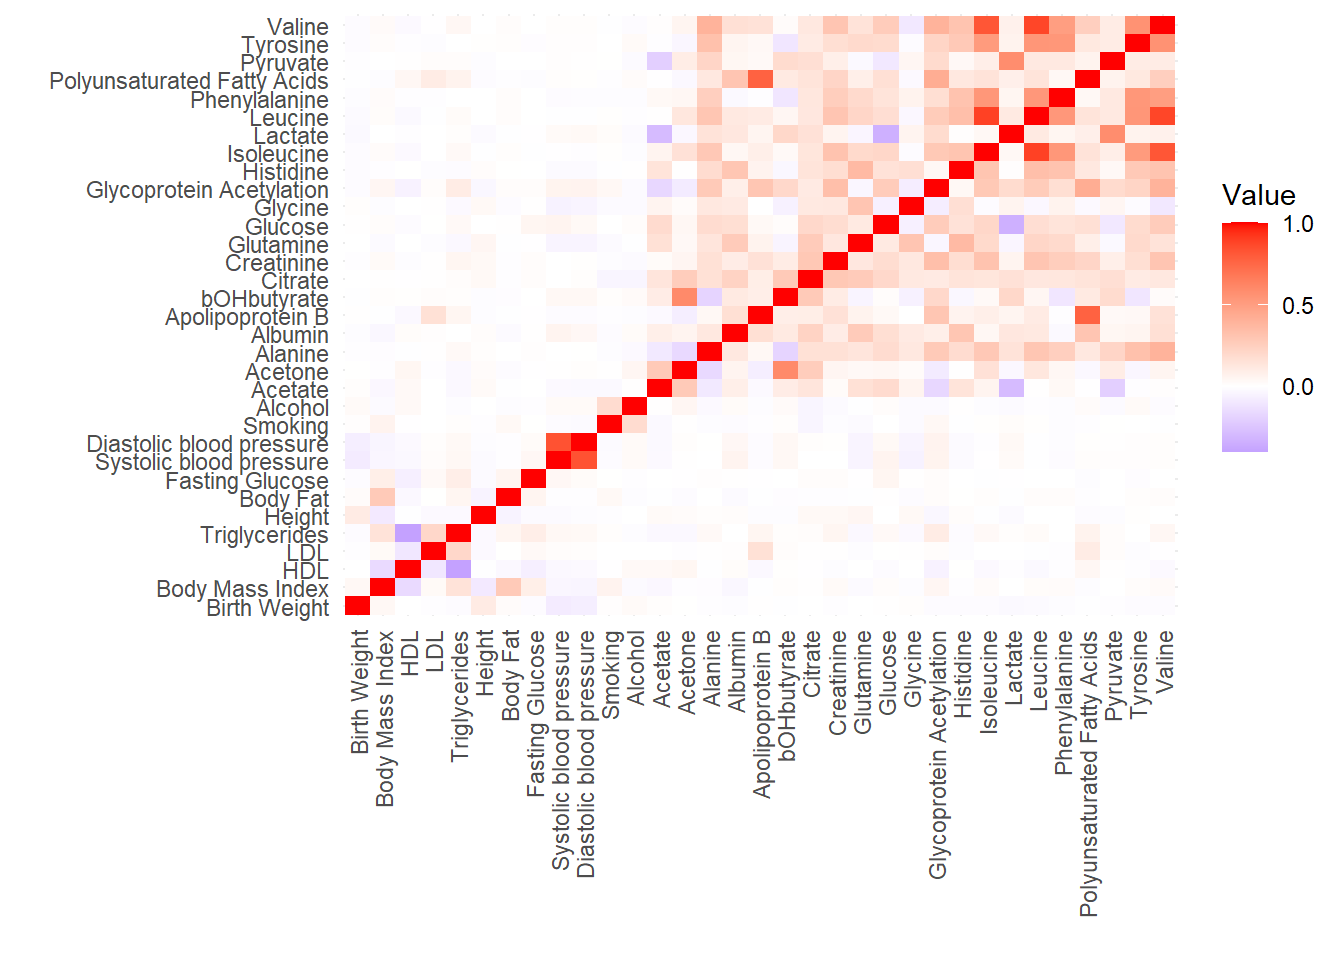 Valine
Tyrosine
Pyruvate
Polyunsaturated Fatty Acids
Phenylalanine
Leucine
Lactate
Isoleucine
Histidine
Glycoprotein Acetylation
Glycine
Glucose
Glutamine
Creatinine
Citrate
bOHbutyrate
Apolipoprotein B
Albumin
Alanine
Acetone
Acetate
Alcohol
Smoking
Diastolic blood pressure
Systolic blood pressure
Fasting Glucose
Body Fat
Height
Triglycerides
LDL
HDL
Body Mass Index
Birth Weight
Birth Weight
Body Mass Index
HDL
LDL
Triglycerides
Height
Body Fat
Fasting Glucose
Systolic blood pressure
Diastolic blood pressure
Smoking
Alcohol
Acetate
Acetone
Alanine
Albumin
Apolipoprotein B
bOHbutyrate
Citrate
Creatinine
Glutamine
Glucose
Glycine
Glycoprotein Acetylation
Histidine
Isoleucine
Lactate
Leucine
Phenylalanine
Polyunsaturated Fatty Acids
Pyruvate
Tyrosine
Valine
Value
1.0
0.5
0.0